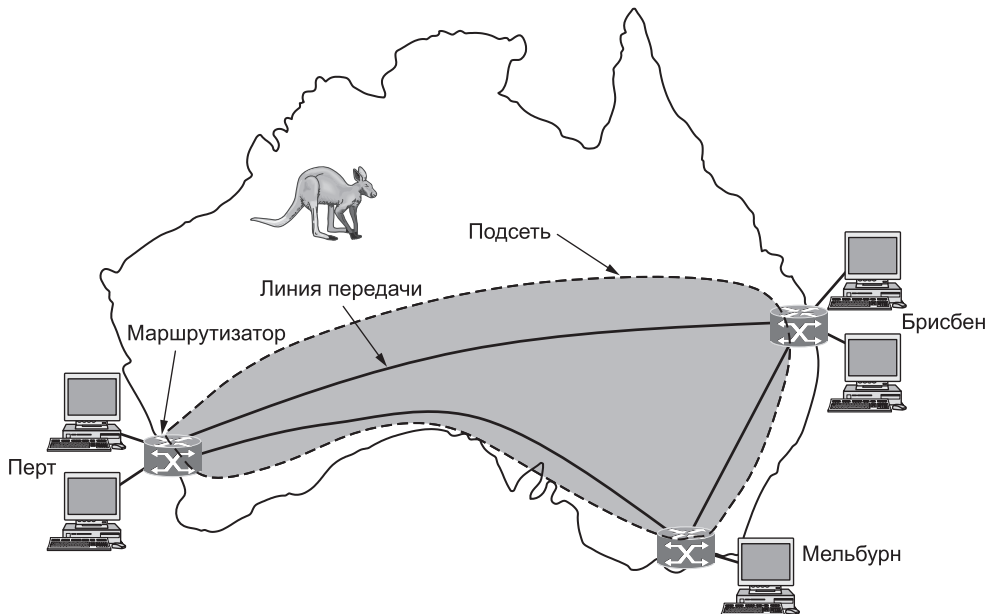 Подсеть
Линия передачи
Маршрутизатор
Брисбен
Перт
Мельбурн